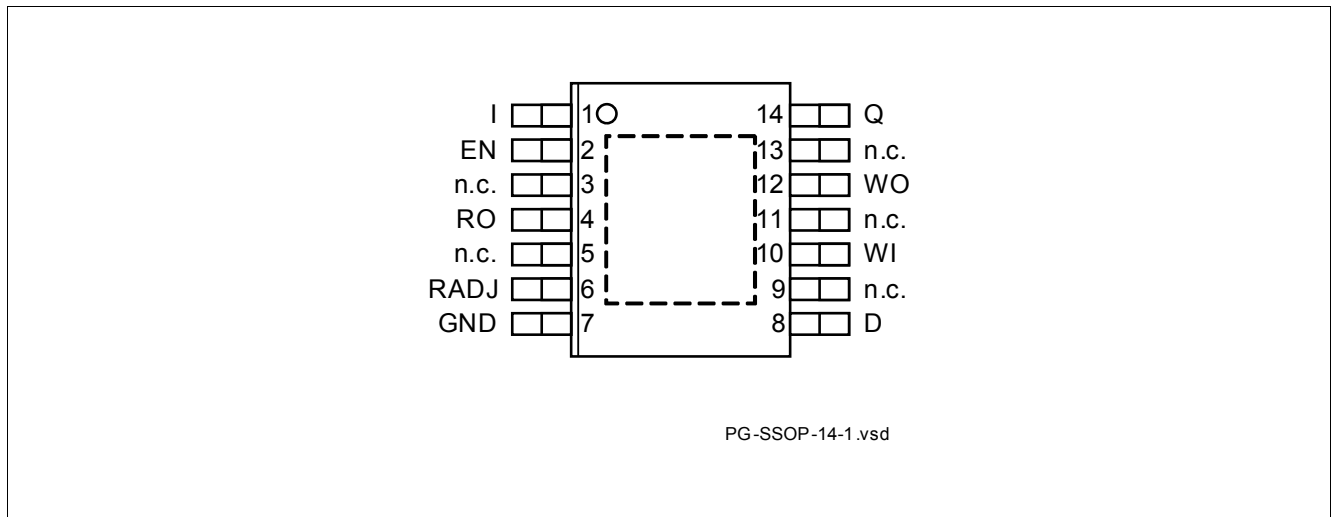 I 1 14 Q
EN 2 13 n.c.
n.c. 3 12 WO
RO 4 11 n.c.
n.c. 5 10 WI
RADJ 6 9 n.c.
GND 7 8 D
PG-SSOP-14-1.vsd